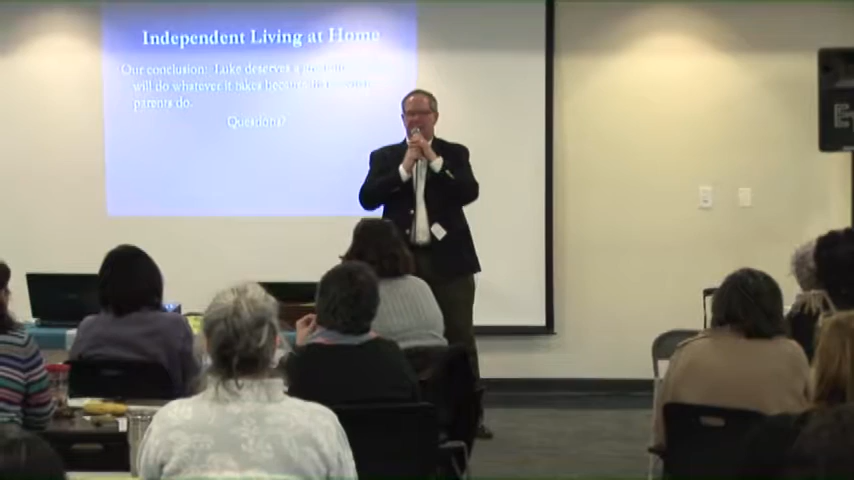 Independent Living at Home
Our conclusion: Luke deserves a
will do whatever it takes because
parents do.
Questions?
E